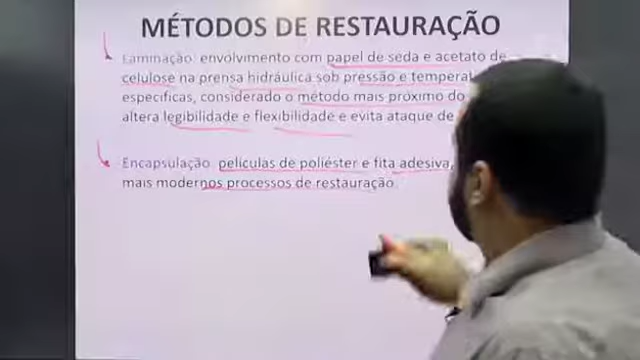 MÉTODOS DE RESTAURAÇÃO
Laminação: envolvimento com papel de seda e acetato de
celulose na prensa hidráulica sob pressão e
específicas, considerado o método mais próximo do
altera legibilidade e flexibilidade e evita ataque de
Encapsulação: películas de poliéster e fita adesiva,
mais modernos processos de restauração.